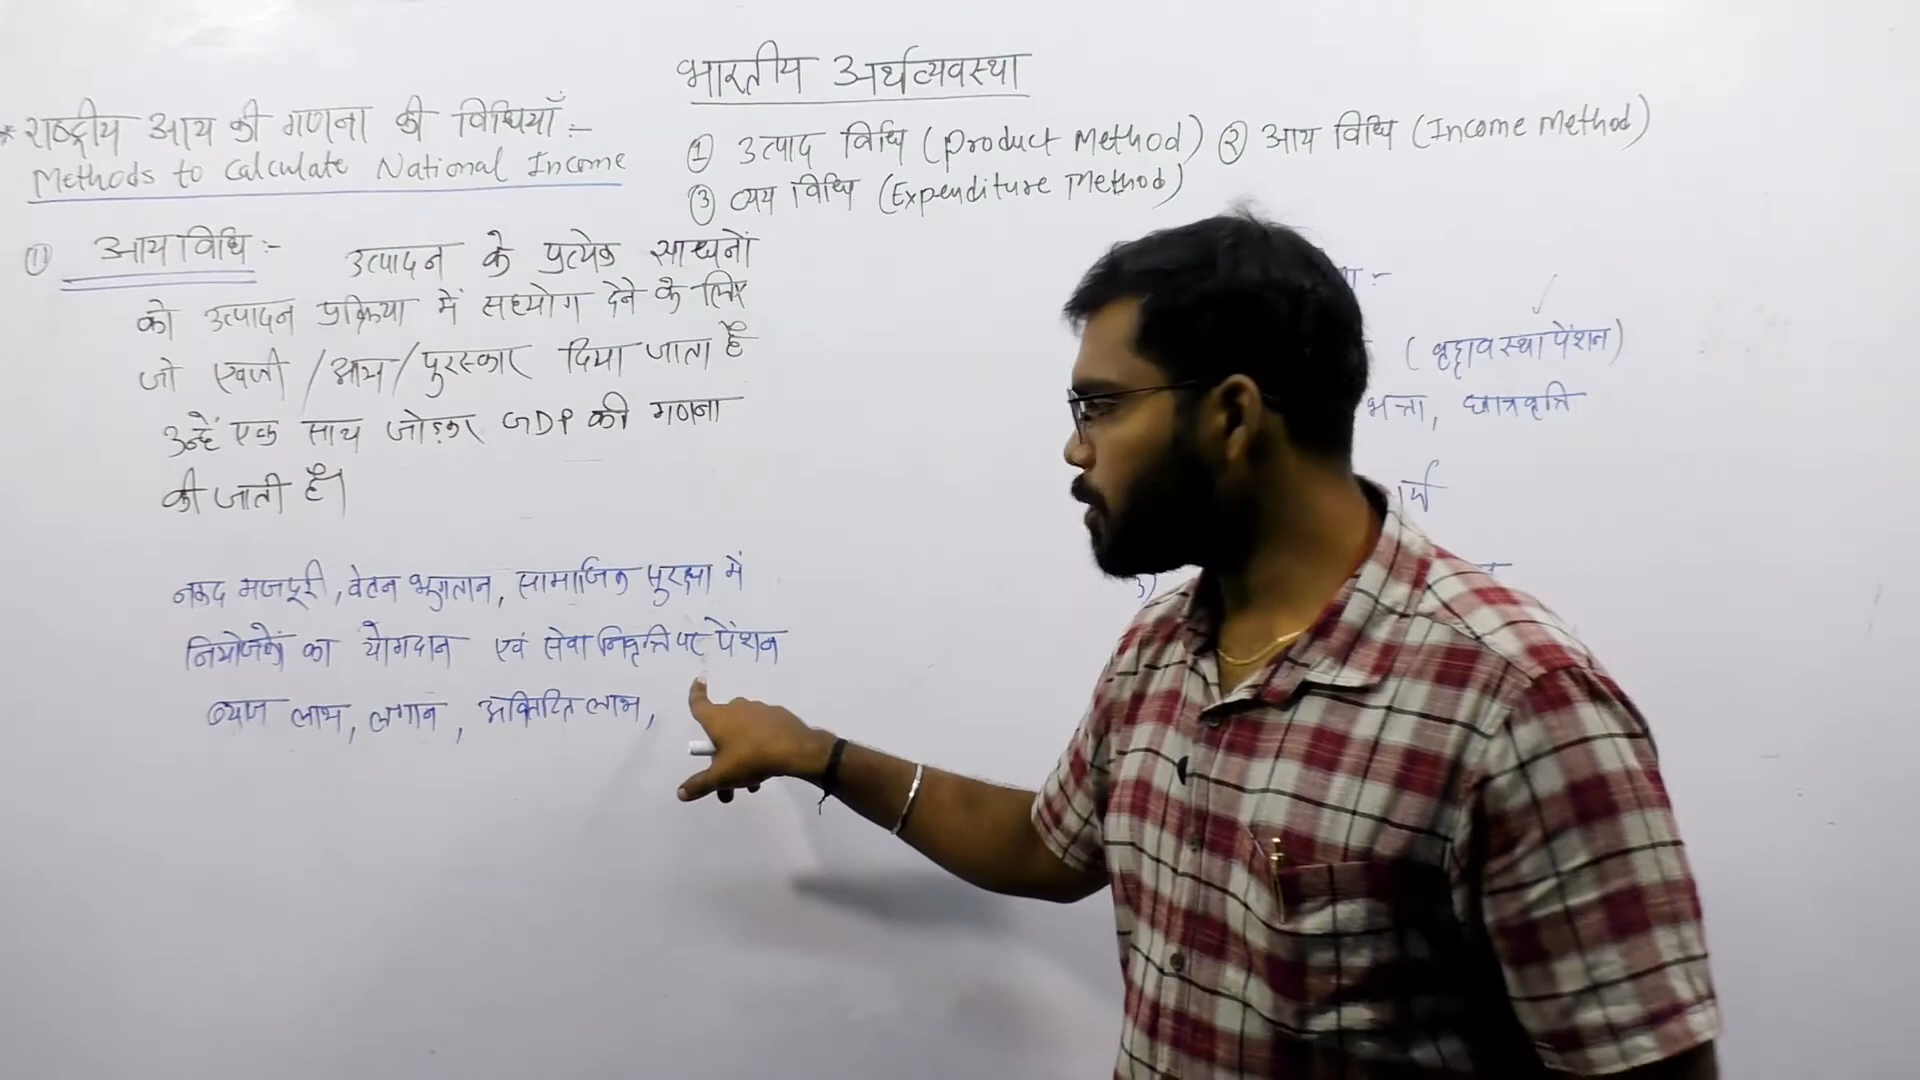 भारतीय अर्थव्यवस्था
* राष्ट्रीय आय की गणना की विधियाँ :-
Methods to Calculate National Income
① उत्पाद विधि (Product Method) ② आय विधि (Income Method)
③ व्यय विधि (Expenditure Method)
① आय विधि :- उत्पादन के प्रत्येक साधनों
को उत्पादन प्रक्रिया में सहयोग देने के लिए
जो एवजी / आय / पुरस्कार दिया जाता है
उन्हें एक साथ जोड़कर GDP की गणना
की जाती है।
नकद मजदूरी, वेतन भुगतान, सामाजिक सुरक्षा में
नियोजकों का योगदान एवं सेवानिवृत्ति पर पेंशन
ब्याज लाभ, लगान, अवितरित लाभ,
(वृद्धावस्था पेंशन)
भत्ता, छात्रवृत्ति
3)